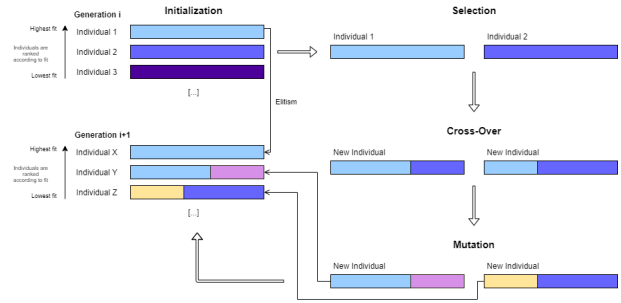 Initialization
Generation i
Highest fit
Individuals are
ranked
according to fit
Lowest fit
Individual 1
Individual 2
Individual 3
[...]
Elitism
Selection
Individual 1
Individual 2
Cross-Over
New Individual
New Individual
Mutation
New Individual
New Individual
Generation i+1
Highest fit
Individuals are
ranked
according to fit
Lowest fit
Individual X
Individual Y
Individual Z
[...]